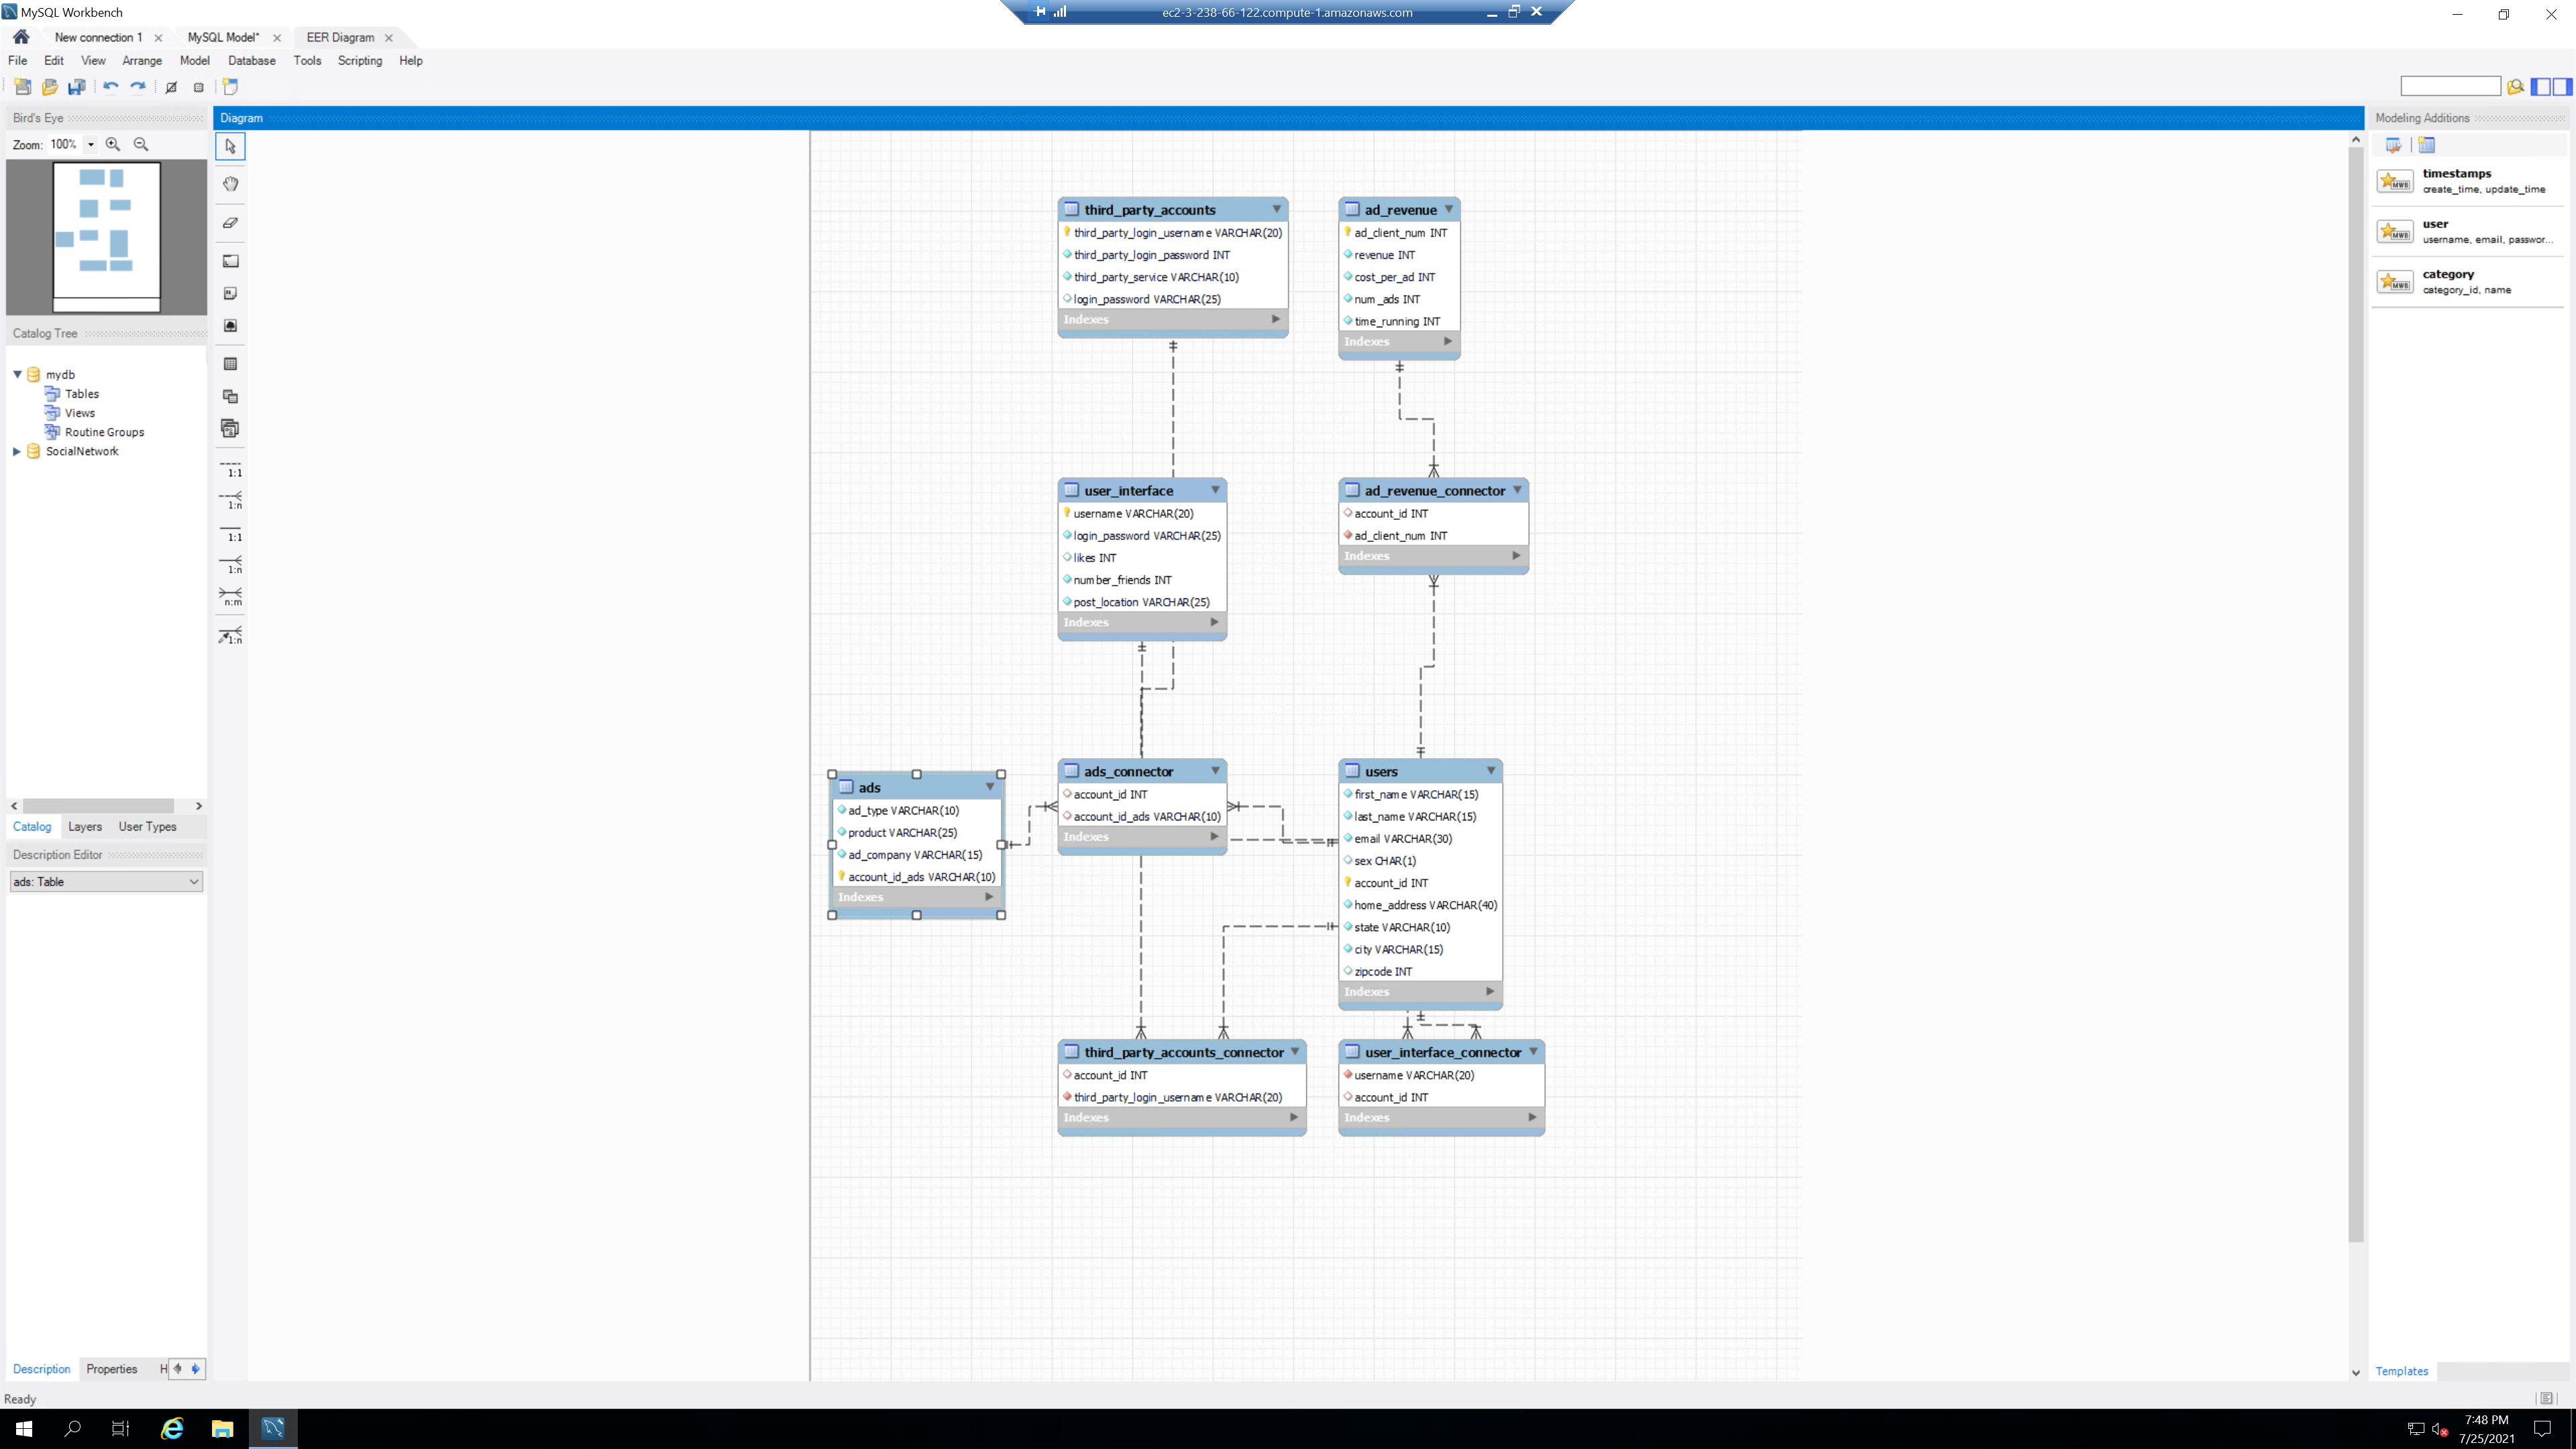 MySQL Workbench
ec2-3-238-66-122.compute-1.amazonaws.com
New connection 1
MySQL Model*
EER Diagram
File Edit View Arrange Model Database Tools Scripting Help
Bird's Eye
Zoom: 100%
Catalog Tree
mydb
Tables
Views
Routine Groups
SocialNetwork
Catalog Layers User Types
Description Editor
ads: Table
Description Properties H
Ready
Diagram
1:1
1:n
1:1
1:n
n:m
1:n
third_party_accounts
third_party_login_username VARCHAR(20)
third_party_login_password INT
third_party_service VARCHAR(10)
login_password VARCHAR(25)
Indexes
ad_revenue
ad_client_num INT
revenue INT
cost_per_ad INT
num_ads INT
time_running INT
Indexes
user_interface
username VARCHAR(20)
login_password VARCHAR(25)
likes INT
number_friends INT
post_location VARCHAR(25)
Indexes
ad_revenue_connector
account_id INT
ad_client_num INT
Indexes
ads
ad_type VARCHAR(10)
product VARCHAR(25)
ad_company VARCHAR(15)
account_id_ads VARCHAR(10)
Indexes
ads_connector
account_id INT
account_id_ads VARCHAR(10)
Indexes
users
first_name VARCHAR(15)
last_name VARCHAR(15)
email VARCHAR(30)
sex CHAR(1)
account_id INT
home_address VARCHAR(40)
state VARCHAR(10)
city VARCHAR(15)
zipcode INT
Indexes
third_party_accounts_connector
account_id INT
third_party_login_username VARCHAR(20)
Indexes
user_interface_connector
username VARCHAR(20)
account_id INT
Indexes
Modeling Additions
MWB
timestamps
create_time, update_time
MWB
user
username, email, passwor...
MWB
category
category_id, name
Templates
7:48 PM
7/25/2021